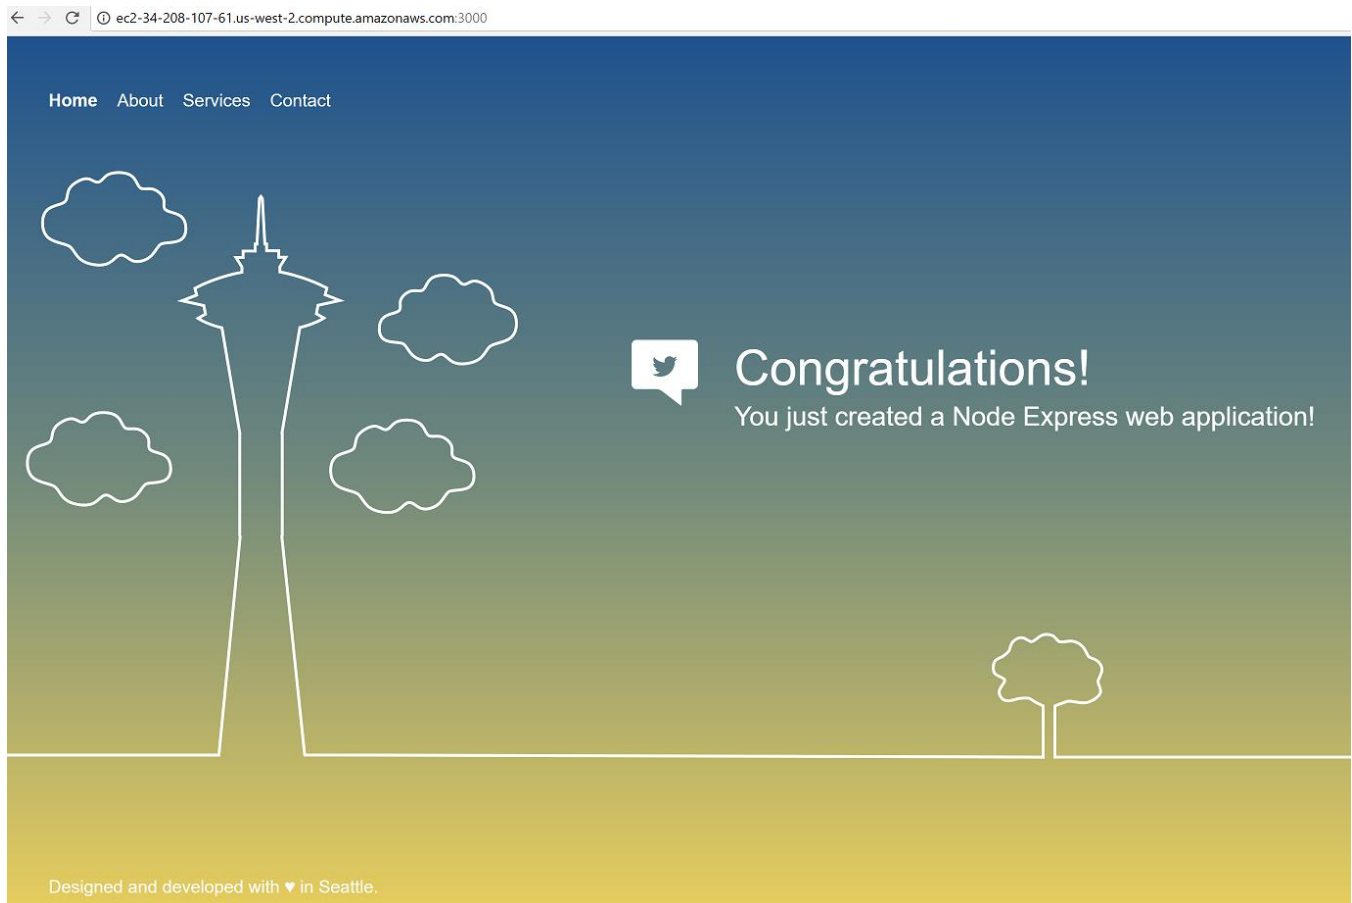 ec2-34-208-107-61.us-west-2.compute.amazonaws.com:3000
Home About Services Contact
Congratulations!
You just created a Node Express web application!
Designed and developed with ♥ in Seattle.